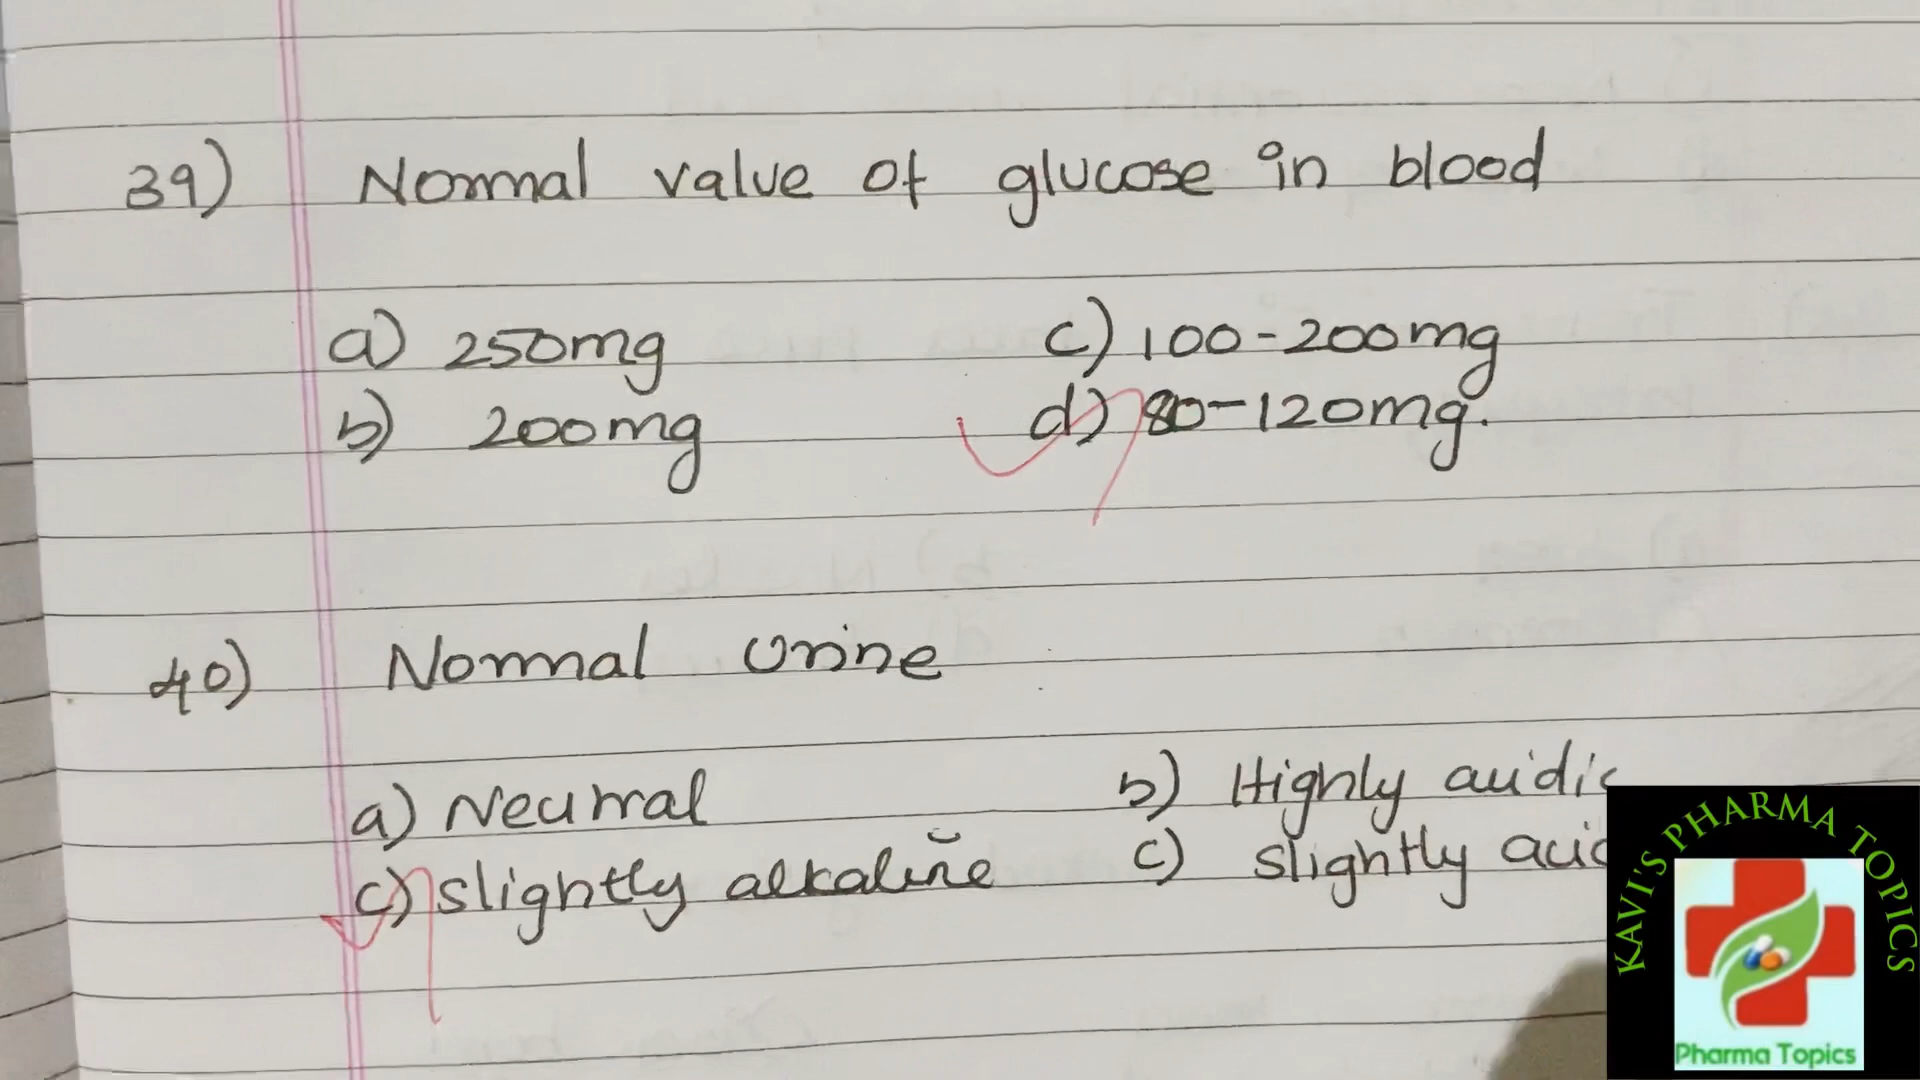 39) Normal value of glucose in blood
a) 250mg c) 100-200mg
b) 200mg d) 80-120mg.
40) Normal Urine
a) Neutral b) Highly acidic
c) slightly alkaline c) slightly acid
KAVI'S PHARMA TOPICS
Pharma Topics